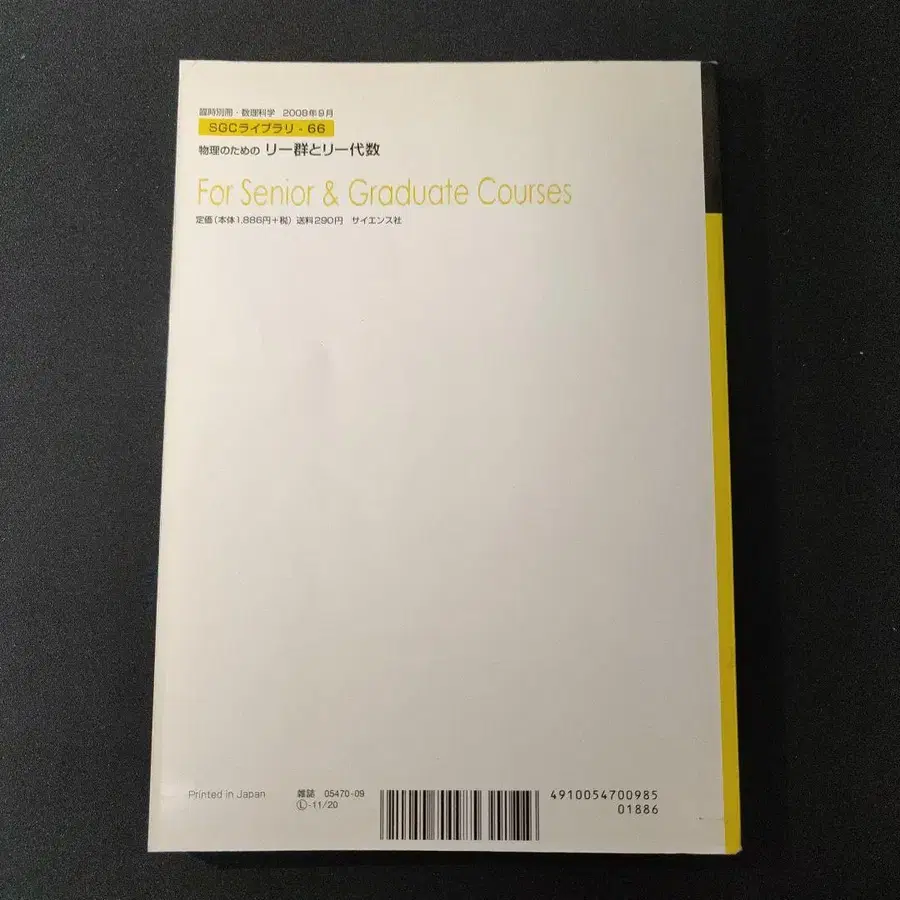 臨時別冊・数理科学 2008年9月
SGCライブラリ - 66
物理のための リー群とリー代数
For Senior & Graduate Courses
定価(本体1,886円+税) 送料290円 サイエンス社
Printed in Japan
雑誌 05470-09
Ⓛ-11/20
4910054700985
01886